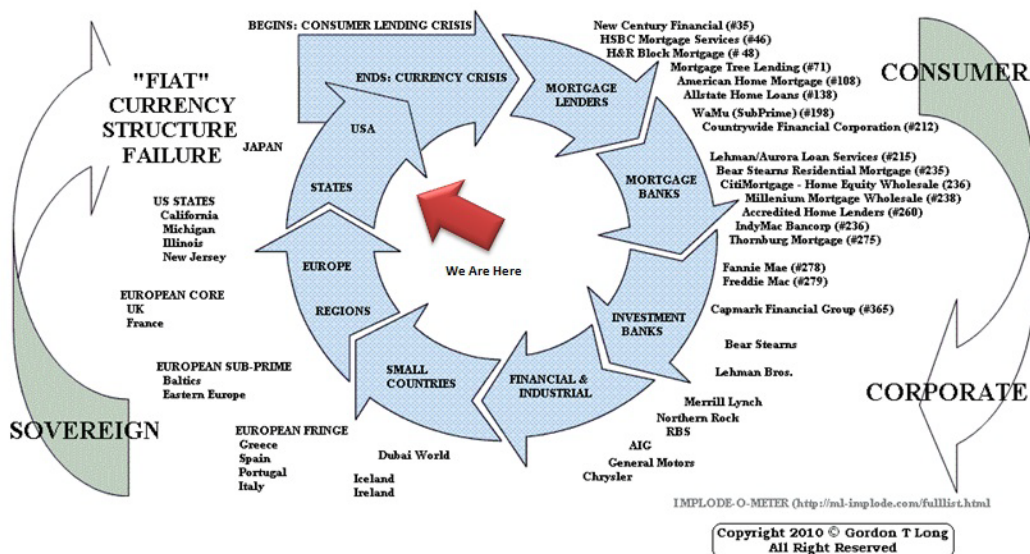 BEGINS: CONSUMER LENDING CRISIS
ENDS: CURRENCY CRISIS
"FIAT"
CURRENCY
STRUCTURE
FAILURE
CONSUMER
CORPORATE
SOVEREIGN
MORTGAGE
LENDERS
MORTGAGE
BANKS
INVESTMENT
BANKS
FINANCIAL &
INDUSTRIAL
SMALL
COUNTRIES
EUROPE
REGIONS
USA
STATES
We Are Here
New Century Financial (#35)
HSBC Mortgage Services (#46)
H&R Block Mortgage (# 48)
Mortgage Tree Lending (#71)
American Home Mortgage (#108)
Allstate Home Loans (#138)
WaMu (SubPrime) (#198)
Countrywide Financial Corporation (#212)
Lehman/Aurora Loan Services (#215)
Bear Stearns Residential Mortgage (#235)
CitiMortgage - Home Equity Wholesale (236)
Millenium Mortgage Wholesale (#238)
Accredited Home Lenders (#260)
IndyMac Bancorp (#236)
Thornburg Mortgage (#275)
Fannie Mae (#278)
Freddie Mac (#279)
Capmark Financial Group (#365)
Bear Stearns
Lehman Bros.
Merrill Lynch
Northern Rock
RBS
AIG
General Motors
Chrysler
Dubai World
Iceland
Ireland
EUROPEAN FRINGE
Greece
Spain
Portugal
Italy
EUROPEAN SUB-PRIME
Baltics
Eastern Europe
EUROPEAN CORE
UK
France
US STATES
California
Michigan
Illinois
New Jersey
JAPAN
IMPLODE-O-METER (http://ml-implode.com/fulllist.html
Copyright 2010 © Gordon T Long
All Right Reserved